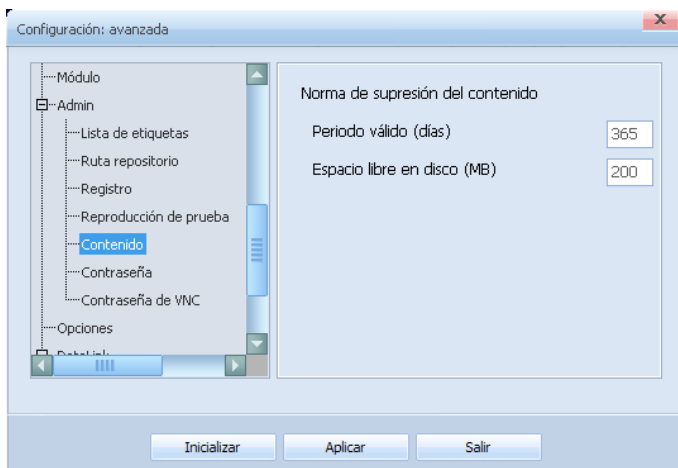 Configuración: avanzada
x
Módulo
Admin
Lista de etiquetas
Ruta repositorio
Registro
Reproducción de prueba
Contenido
Contraseña
Contraseña de VNC
Opciones
DataLink
Norma de supresión del contenido
Periodo válido (días) 365
Espacio libre en disco (MB) 200
Inicializar Aplicar Salir